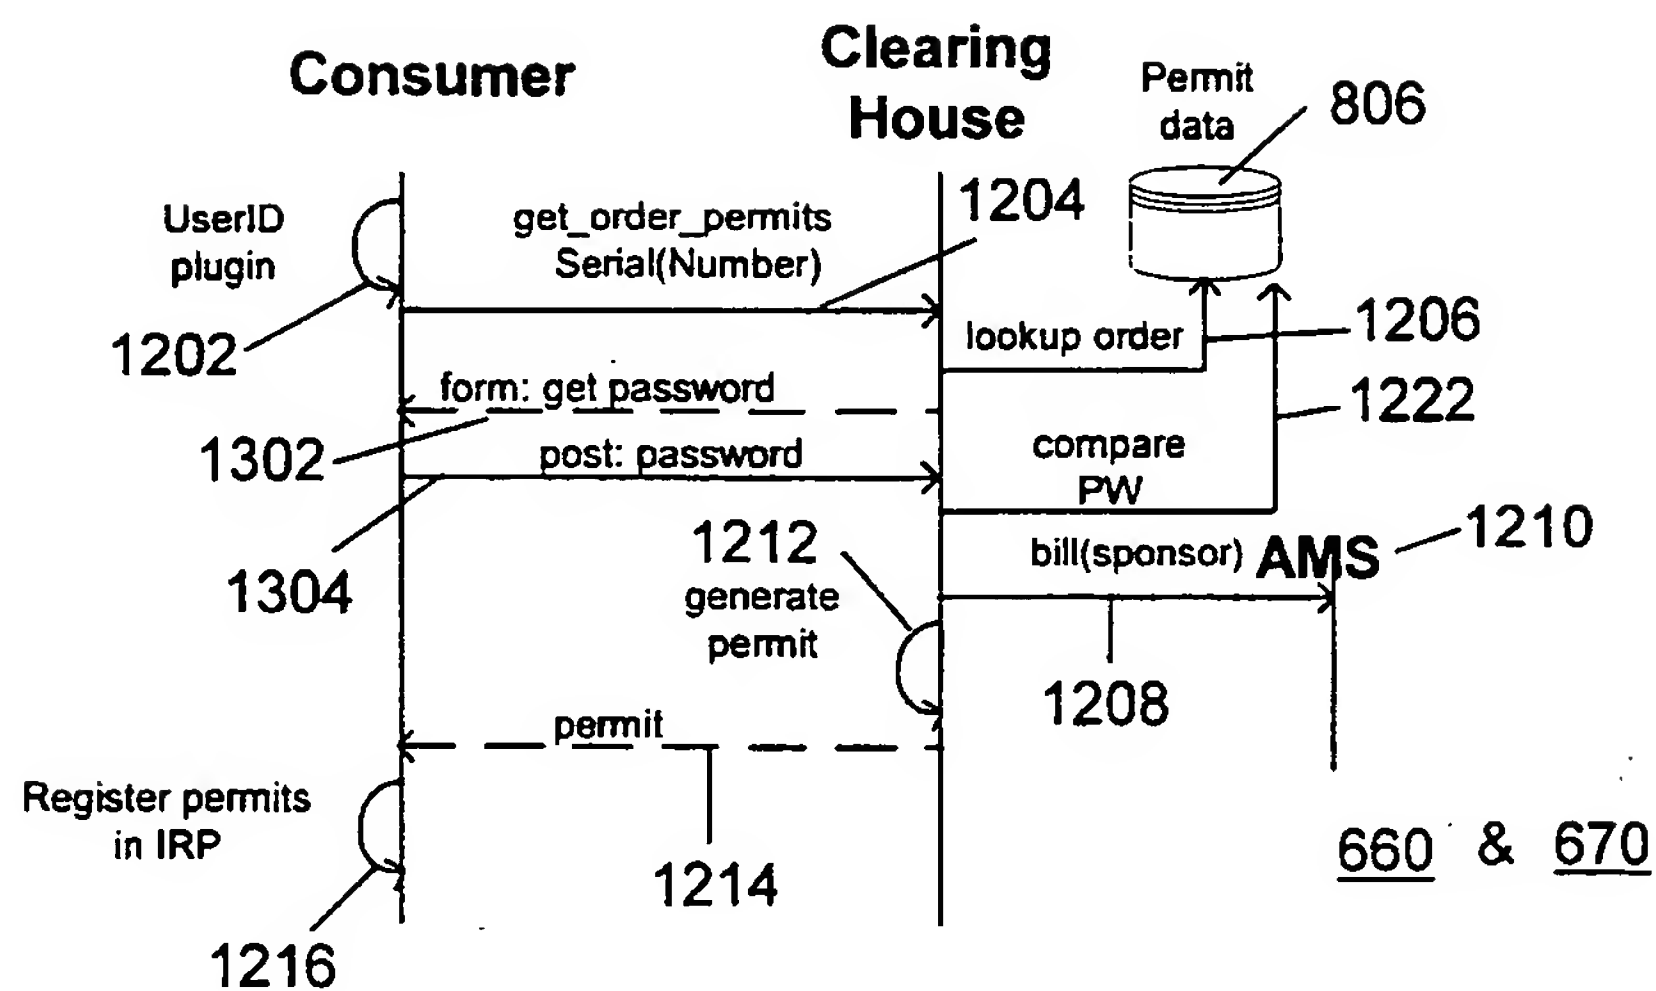 Consumer
Clearing
House
Permit
data
806
UserID
plugin
get_order_permits
Serial(Number)
1204
1202
lookup order
1206
form: get password
1222
1302
post: password
compare
PW
1304
1212
generate
permit
bill(sponsor)
AMS
1210
1208
permit
Register permits
in IRP
1214
660 & 670
1216